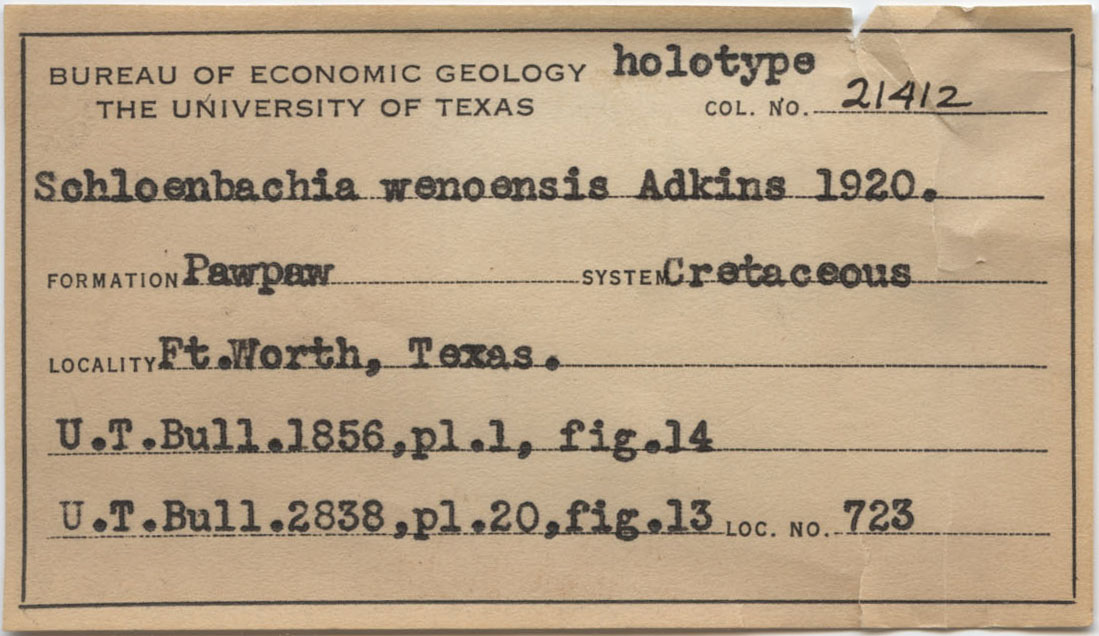 BUREAU OF ECONOMIC GEOLOGY holotype
THE UNIVERSITY OF TEXAS COL. NO. 21412
Schloenbachia wenoensis Adkins 1920.
FORMATION Pawpaw SYSTEM Cretaceous
LOCALITY Ft.Worth, Texas.
U.T.Bull.1856,pl.1, fig.14
U.T.Bull.2838,pl.20,fig.13 LOC. NO. 723